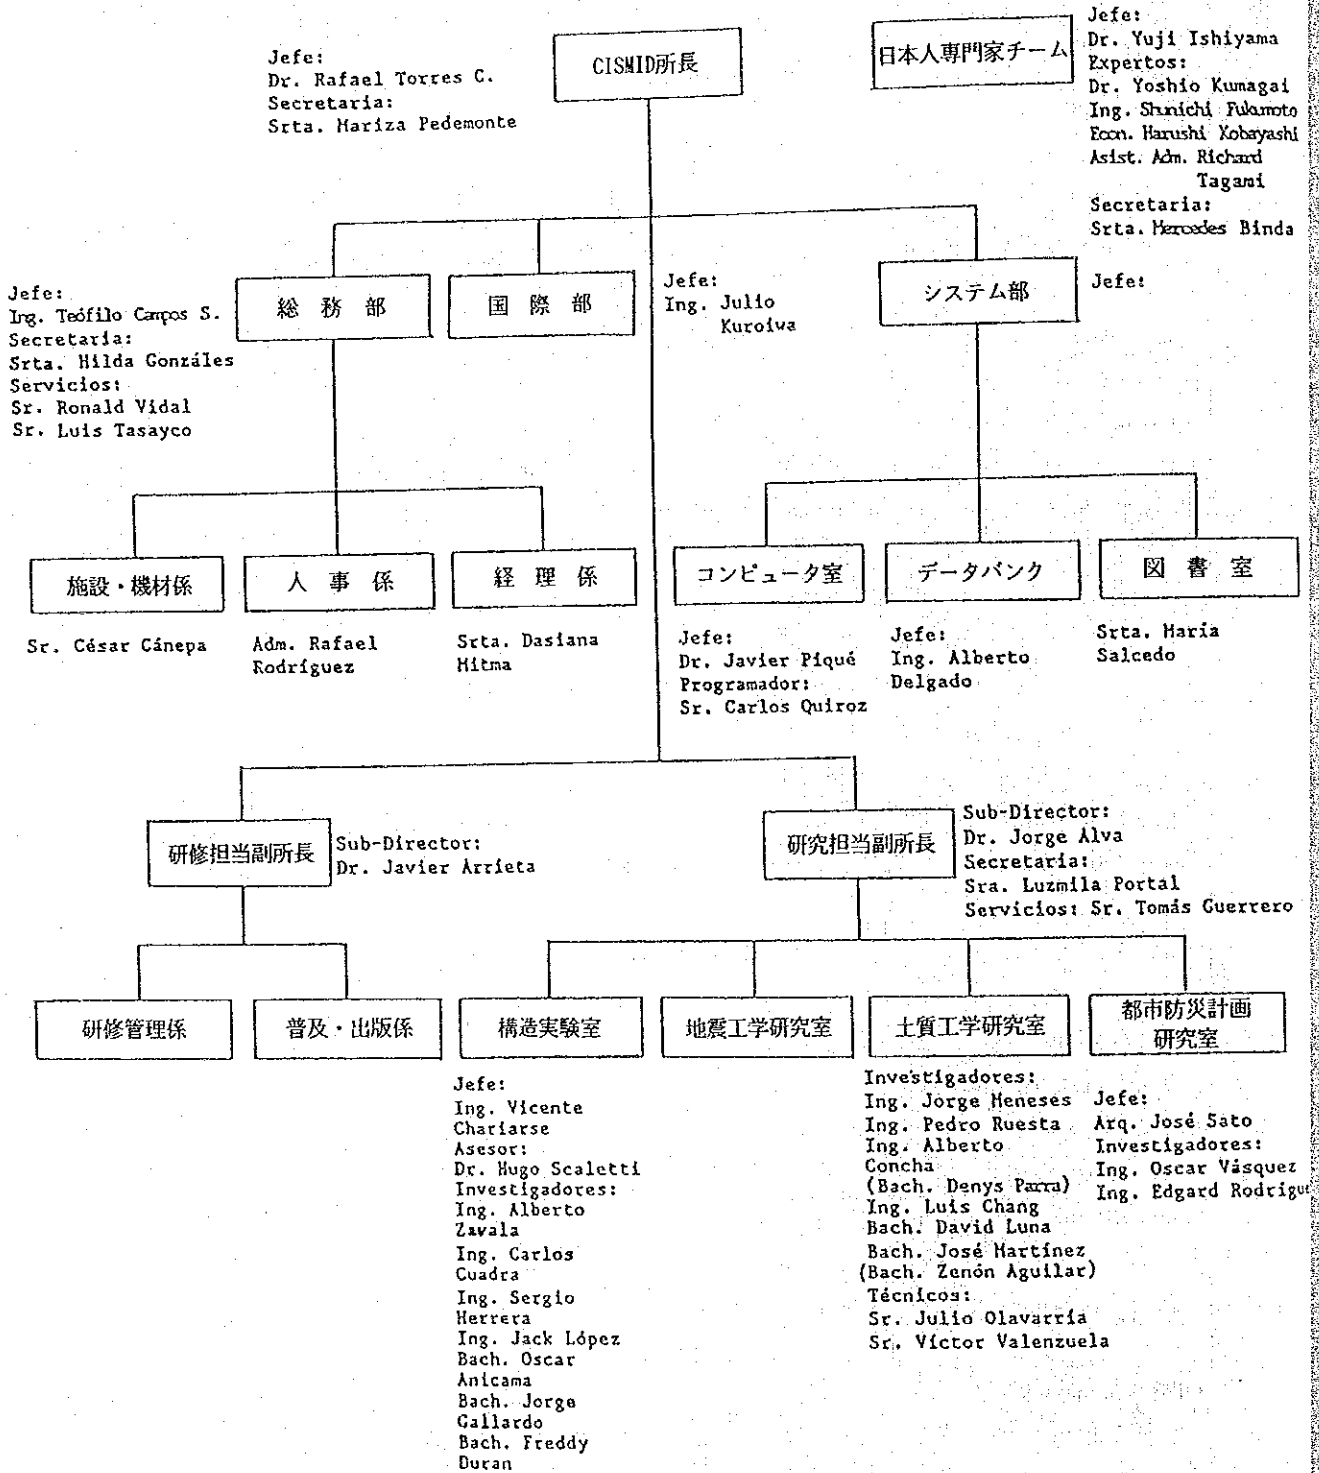 Jefe:
Dr. Rafael Torres C.
Secretaria:
Srta. Mariza Pedemonte
CISMID所長
日本人専門家チーム
Jefe:
Dr. Yuji Ishiyama
Expertos:
Dr. Yoshio Kumagai
Ing. Shunichi Fukumoto
Econ. Harushi Kobayashi
Asist. Adm. Richard
Tagami
Secretaria:
Srta. Mercedes Binda
Jefe:
Ing. Teófilo Campos S.
Secretaria:
Srta. Hilda Gonzáles
Servicios:
Sr. Ronald Vidal
Sr. Luis Tasayco
総務部
国際部
Jefe:
Ing. Julio
Kuroiwa
システム部
Jefe:
施設・機材係
Sr. César Cánepa
人事係
Adm. Rafael
Rodríguez
経理係
Srta. Dasiana
Mitma
コンピュータ室
Jefe:
Dr. Javier Piqué
Programador:
Sr. Carlos Quiroz
データバンク
Jefe:
Ing. Alberto
Delgado
図書室
Srta. María
Salcedo
研修担当副所長
Sub-Director:
Dr. Javier Arrieta
研究担当副所長
Sub-Director:
Dr. Jorge Alva
Secretaria:
Sra. Luzmila Portal
Servicios: Sr. Tomás Guerrero
研修管理係
普及・出版係
構造実験室
Jefe:
Ing. Vicente
Chariarse
Asesor:
Dr. Hugo Scaletti
Investigadores:
Ing. Alberto
Zavala
Ing. Carlos
Cuadra
Ing. Sergio
Herrera
Ing. Jack López
Bach. Oscar
Anicama
Bach. Jorge
Gallardo
Bach. Freddy
Duran
地震工学研究室
土質工学研究室
Investigadores:
Ing. Jorge Meneses
Ing. Pedro Ruesta
Ing. Alberto
Concha
(Bach. Denys Parra)
Ing. Luis Chang
Bach. David Luna
Bach. José Martínez
(Bach. Zenón Aguilar)
Técnicos:
Sr. Julio Olavarría
Sr. Víctor Valenzuela
都市防災計画
研究室
Jefe:
Arq. José Sato
Investigadores:
Ing. Oscar Vásquez
Ing. Edgard Rodrígu